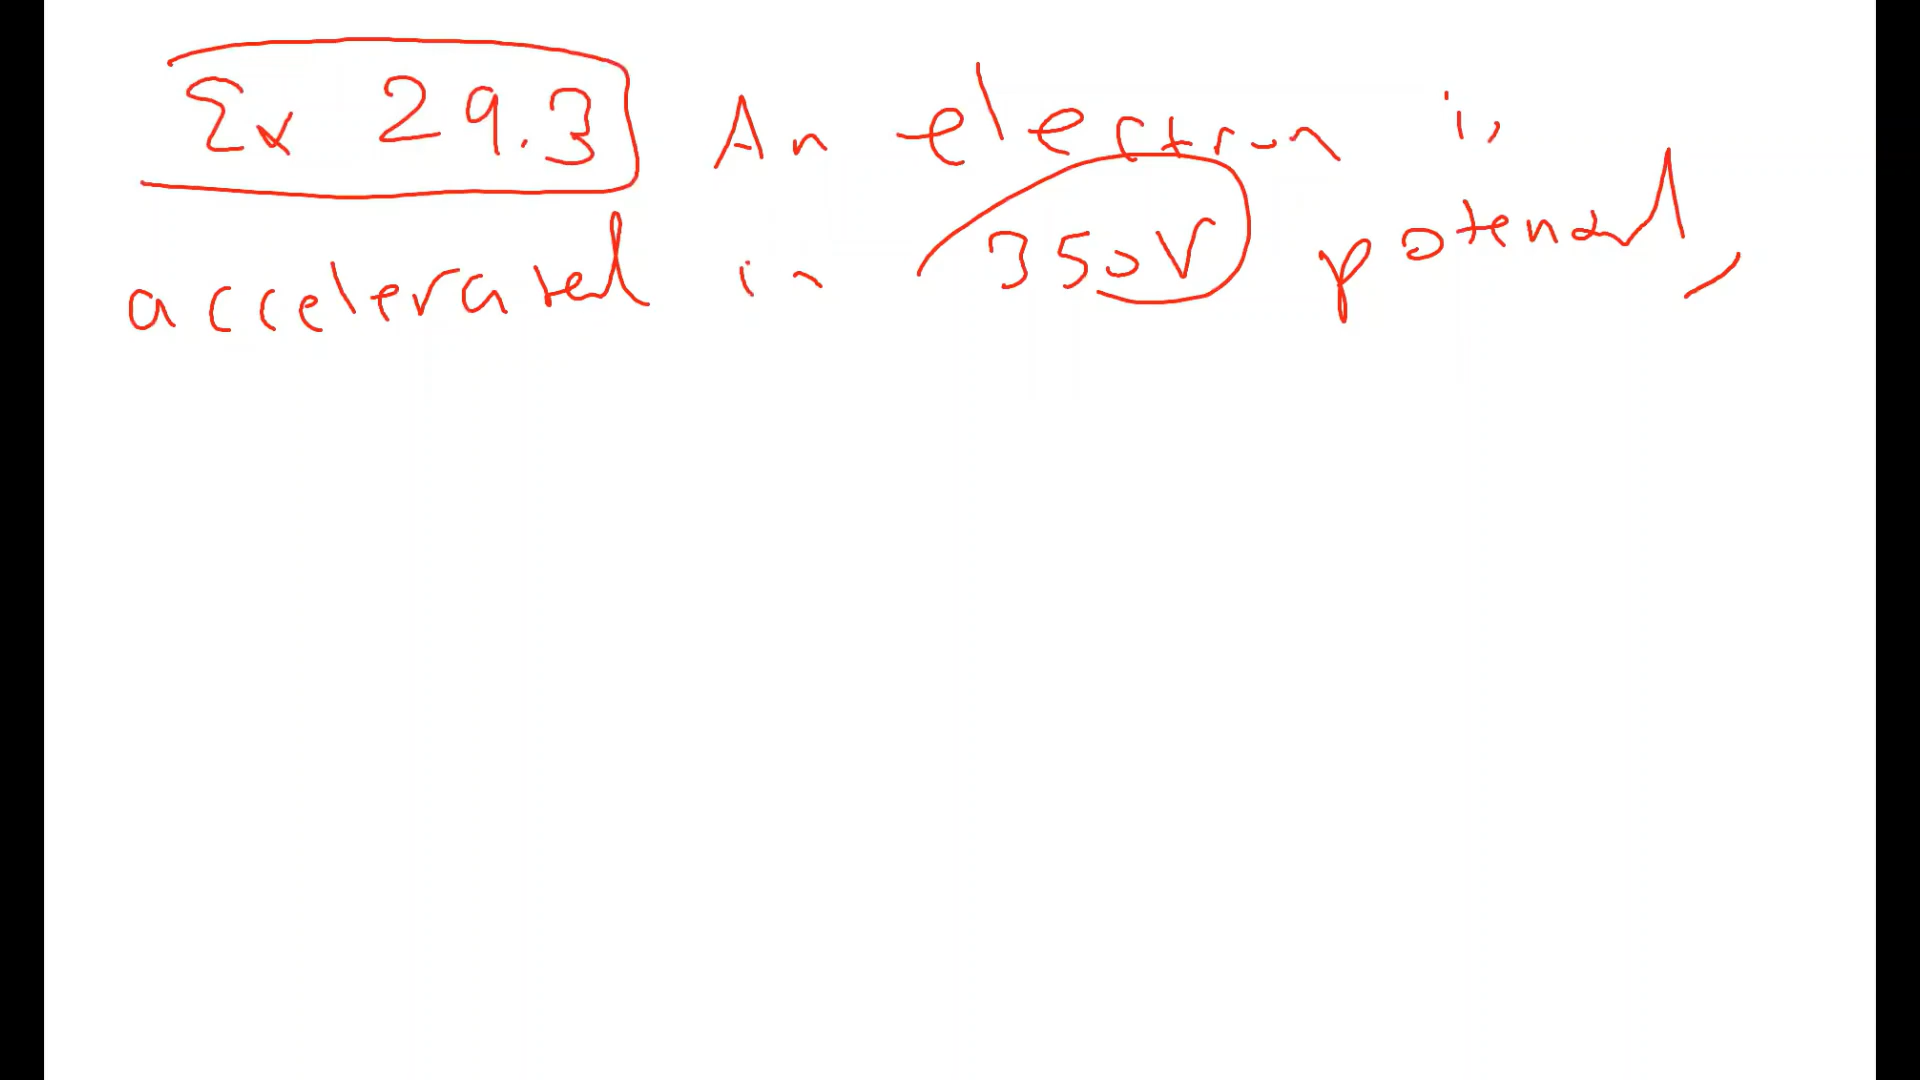 Ex 29.3 An electron is
accelerated in 350V potential,